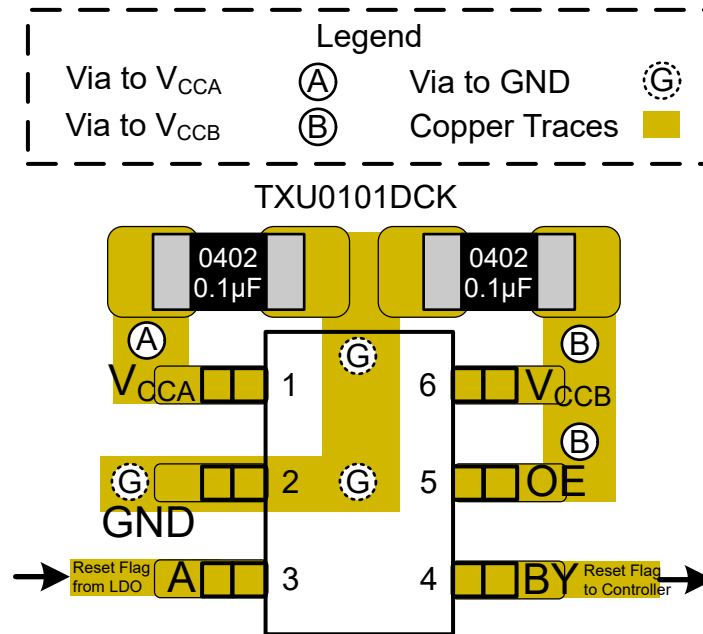 Legend
Via to VCCA A Via to GND G
Via to VCCB B Copper Traces
TXU0101DCK
0402 0402
0.1µF 0.1µF
A G B
VCCA 1 6 VCCB
B
G 2 G 5 OE
GND
Reset Flag
from LDO A 3 4 BY Reset Flag
to Controller